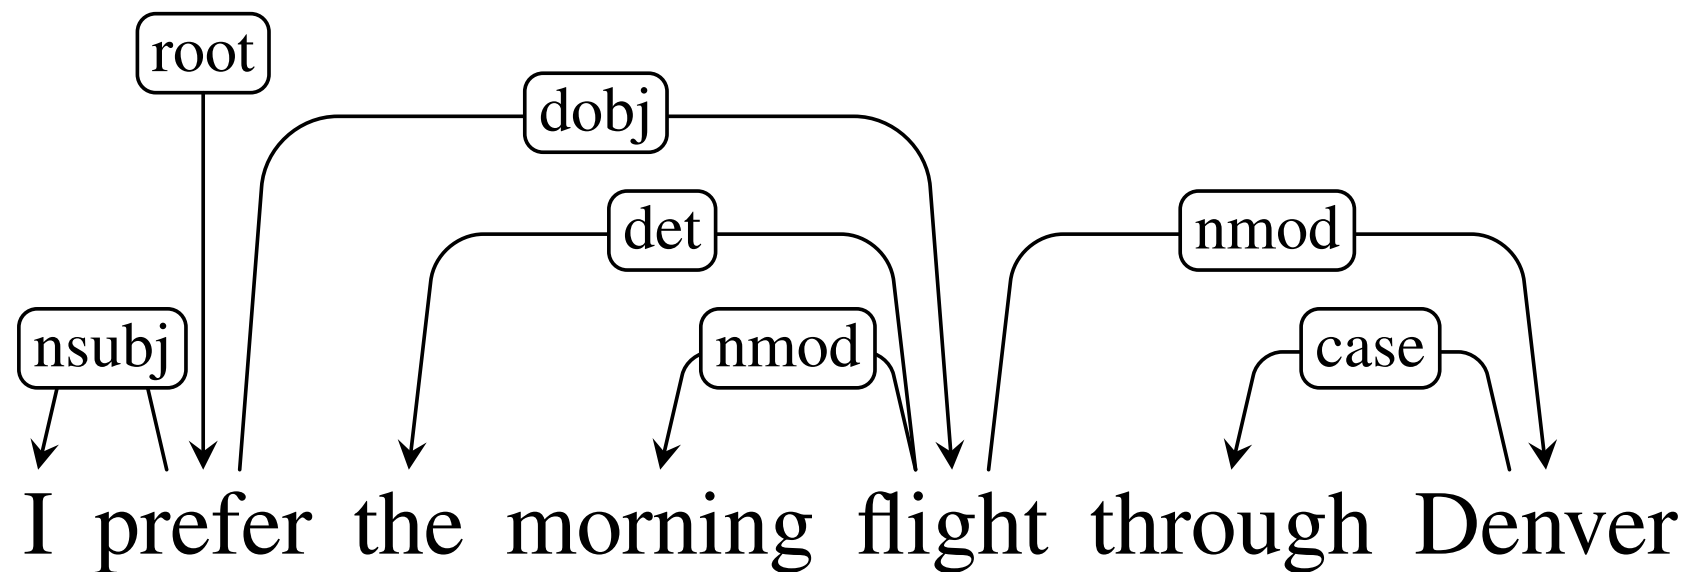 root
dobj
det nmod
nsubj nmod case
I prefer the morning flight through Denver